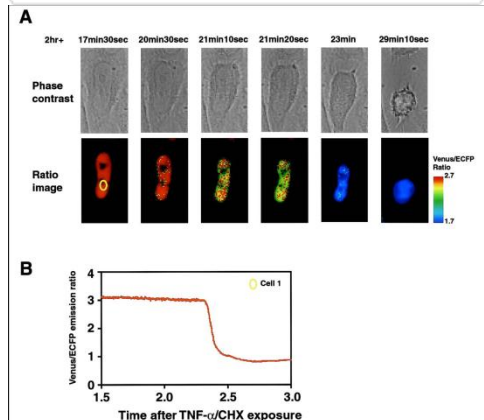 A
2hr+ 17min30sec 20min30sec 21min10sec 21min20sec 23min 29min10sec
Phase
contrast
Ratio
image
Venus/ECFP
Ratio
2.7
1.7
B
Venus/ECFP emission ratio
4
3
2
1
0
Cell 1
1.5 2.0 2.5 3.0
Time after TNF-α/CHX exposure